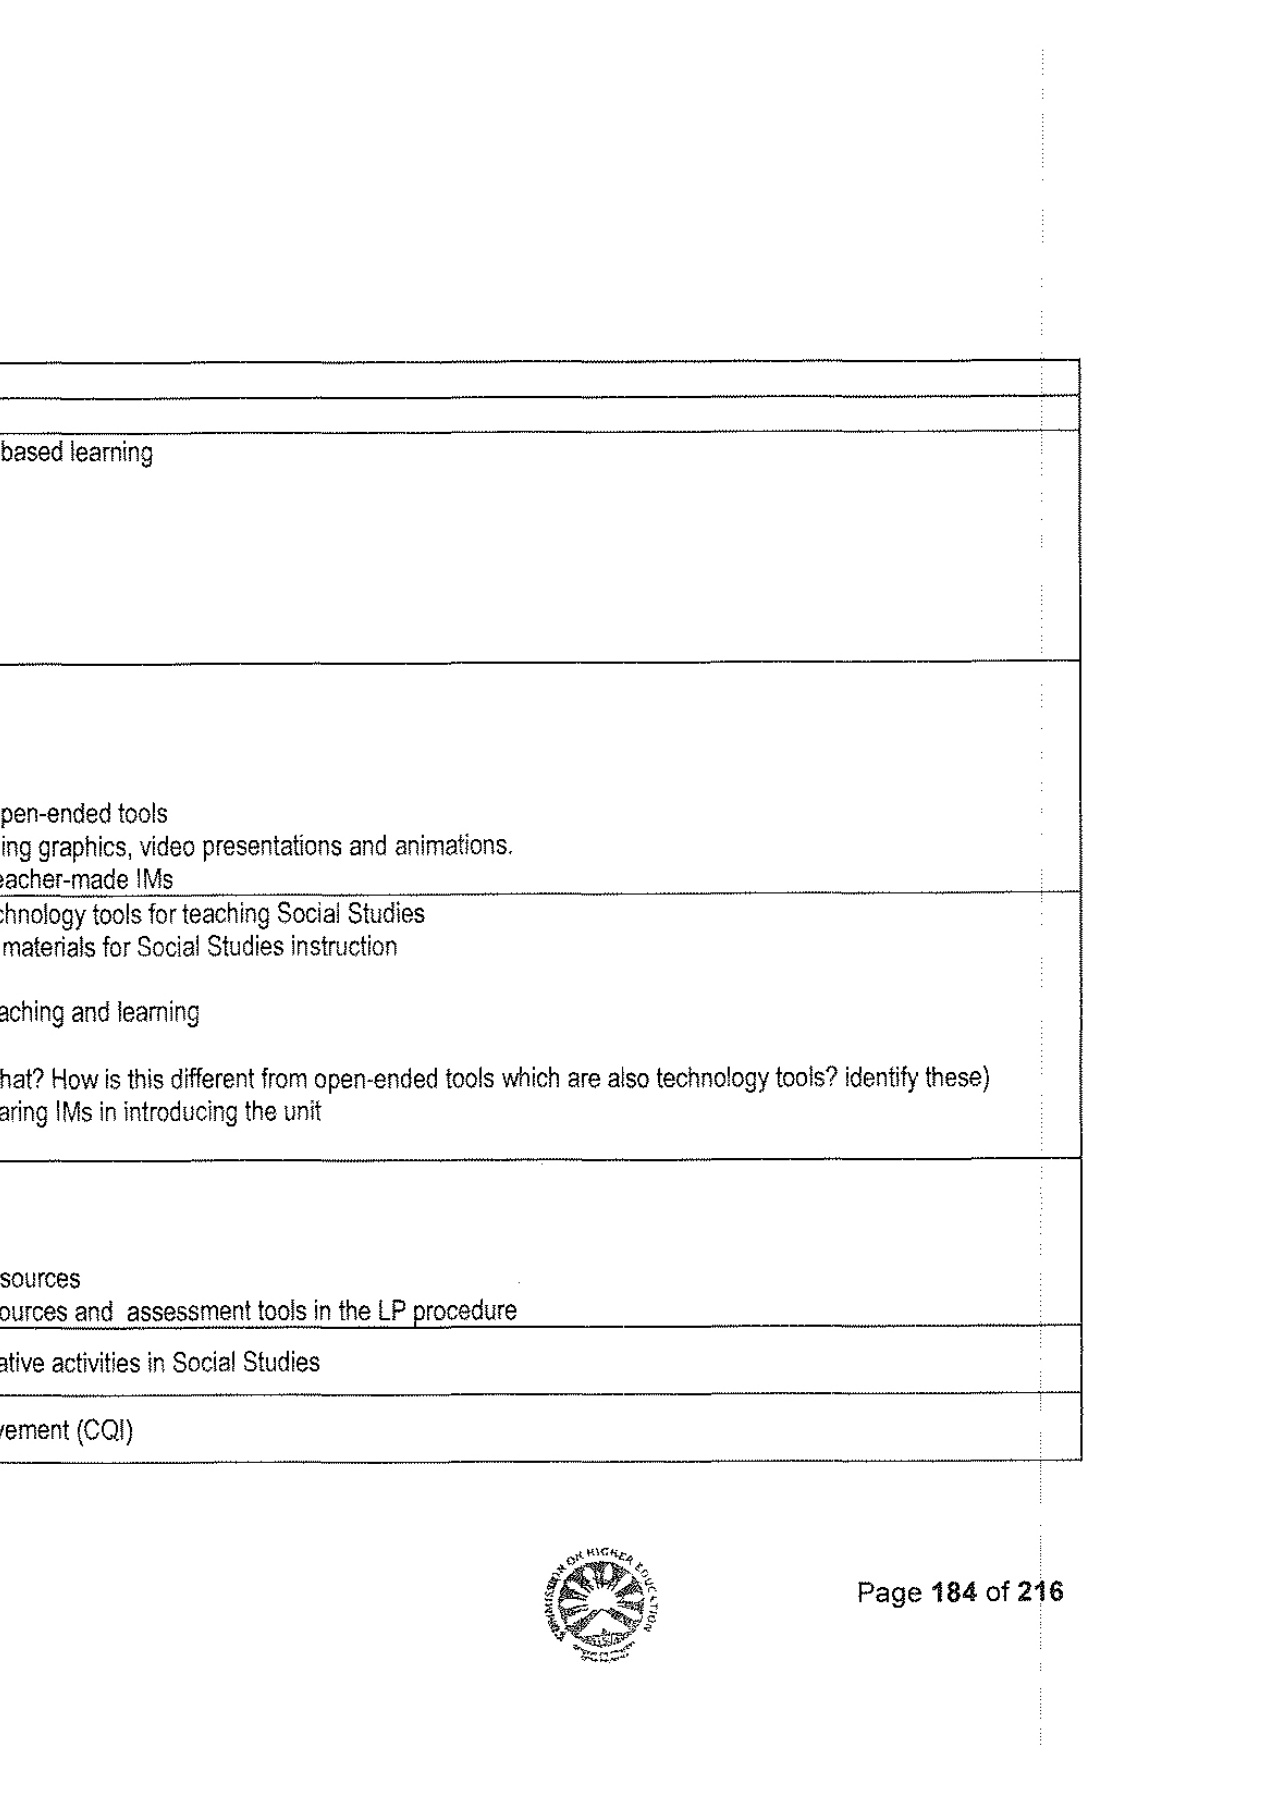 based learning
pen-ended tools
ing graphics, video presentations and animations.
eacher-made IMs
chnology tools for teaching Social Studies
materials for Social Studies instruction
aching and learning
hat? How is this different from open-ended tools which are also technology tools? identify these)
aring IMs in introducing the unit
sources
ources and assessment tools in the LP procedure
ative activities in Social Studies
vement (CQI)
COMMISSION ON HIGHER EDUCATION
Page 184 of 216